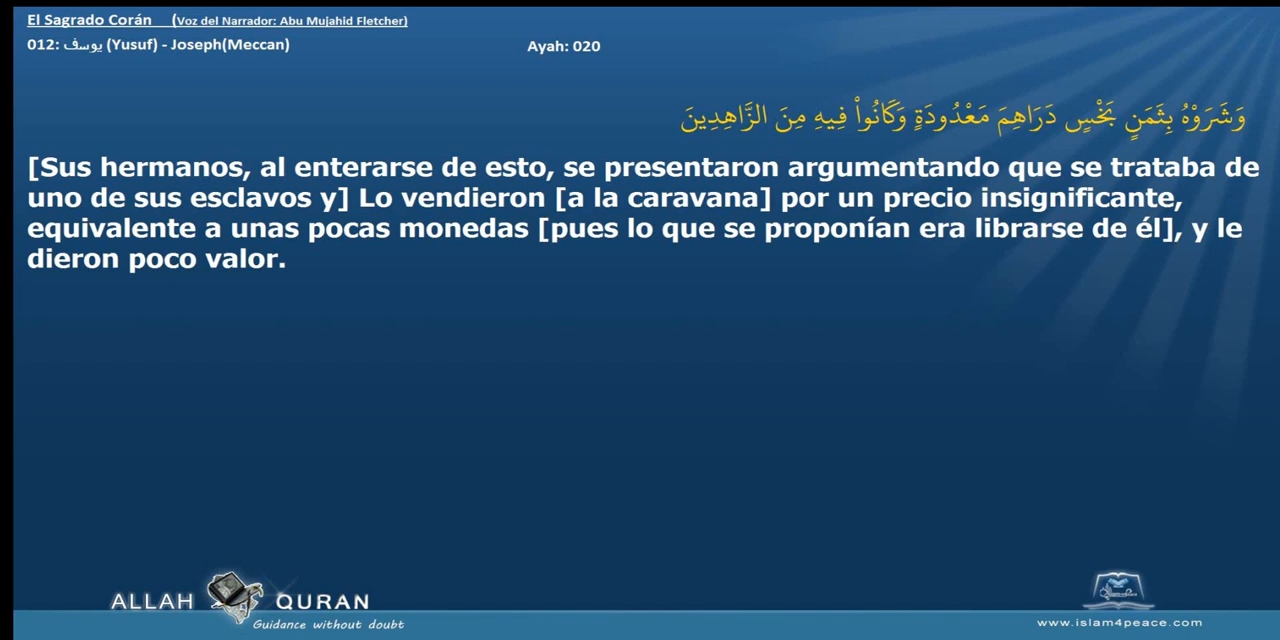 El Sagrado Corán (Voz del Narrador: Abu Mujahid Fletcher)
012: يوسف (Yusuf) - Joseph(Meccan)
Ayah: 020
وَشَرَوْهُ بِثَمَنٍ بَخْسٍ دَرَاهِمَ مَعْدُودَةٍ وَكَانُواْ فِيهِ مِنَ الزَّاهِدِينَ
[Sus hermanos, al enterarse de esto, se presentaron argumentando que se trataba de
uno de sus esclavos y] Lo vendieron [a la caravana] por un precio insignificante,
equivalente a unas pocas monedas [pues lo que se proponían era librarse de él], y le
dieron poco valor.
ALLAH QURAN
Guidance without doubt
www.islam4peace.com